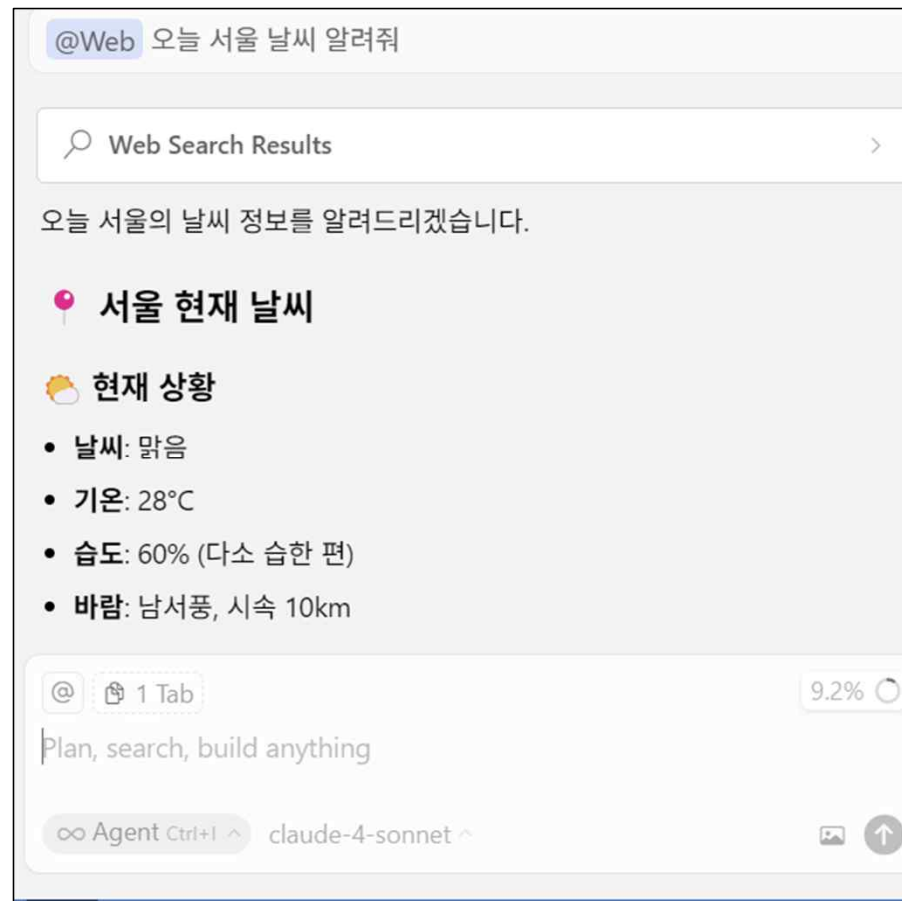 @Web 오늘 서울 날씨 알려줘
Web Search Results
오늘 서울의 날씨 정보를 알려드리겠습니다.
서울 현재 날씨
현재 상황
• 날씨: 맑음
• 기온: 28°C
• 습도: 60% (다소 습한 편)
• 바람: 남서풍, 시속 10km
@ 1 Tab 9.2%
Plan, search, build anything
∞ Agent Ctrl+I claude-4-sonnet